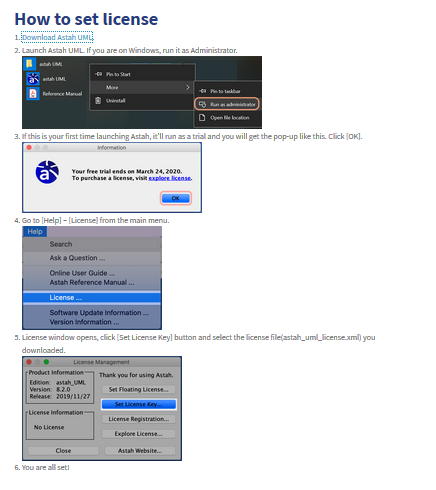 How to set license
1. Download Astah UML.
2. Launch Astah UML. If you are on Windows, run it as Administrator.
astah UML
astah UML
Reference Manual
Pin to Start
More
Uninstall
Pin to taskbar
Run as administrator
Open file location
3. If this is your first time launching Astah, it'll run as a trial and you will get the pop-up like this. Click [OK].
Information
Your free trial ends on March 24, 2020.
To purchase a license, visit explore license.
OK
4. Go to [Help] – [License] from the main menu.
Help
Search
Ask a Question ...
Online User Guide ...
Astah Reference Manual ...
License ...
Software Update Information ...
Version Information ...
5. License window opens, click [Set License Key] button and select the license file(astah_uml_license.xml) you
downloaded.
License Management
Product Information
Edition: astah_UML
Version: 8.2.0
Release: 2019/11/27
License Information
No License
Close
Thank you for using Astah.
Set Floating License...
Set License Key...
License Registration...
Explore License...
Astah Website...
6. You are all set!